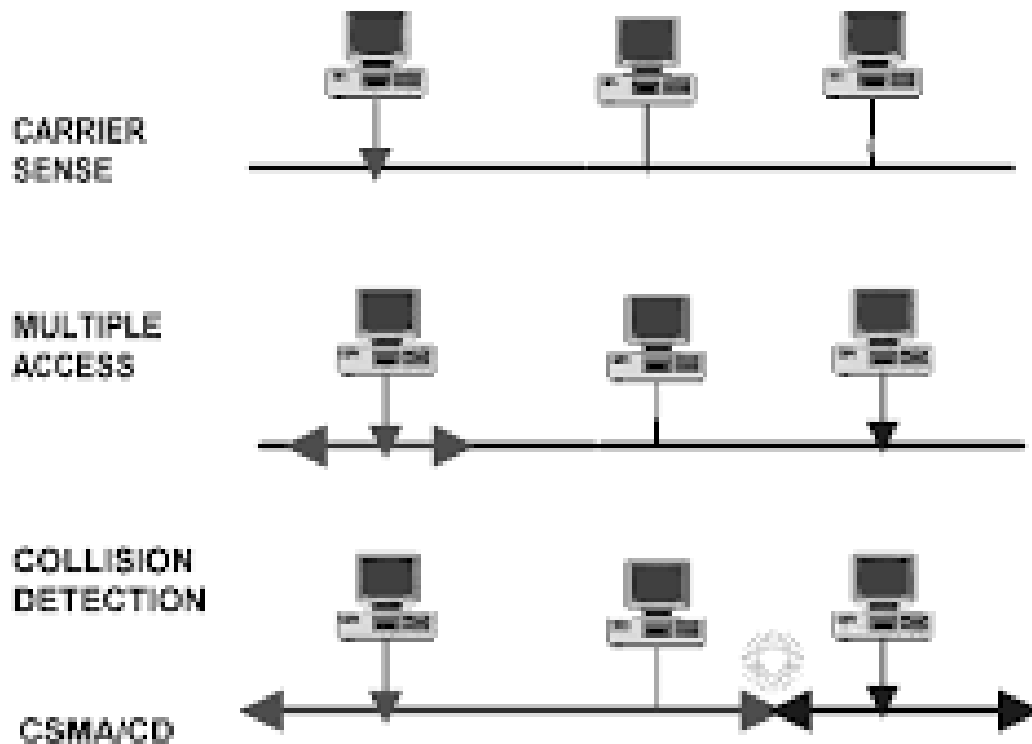 CARRIER
SENSE
MULTIPLE
ACCESS
COLLISION
DETECTION
CSMA/CD